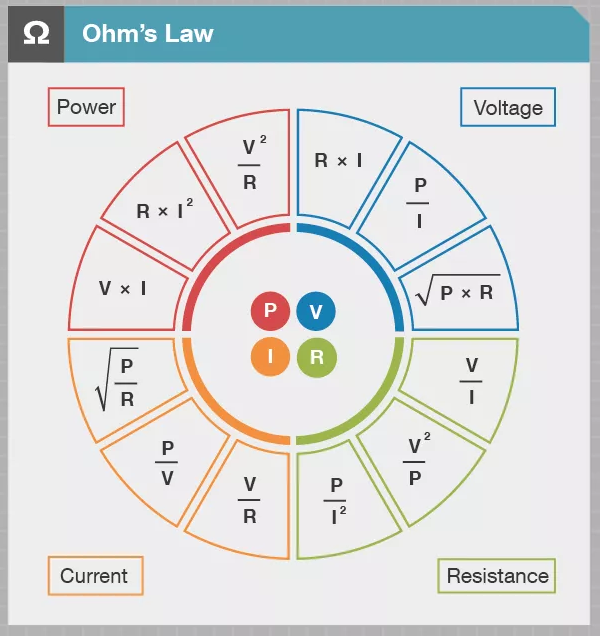 Ω Ohm's Law
Power
Voltage
V²
R
R × I
R × I²
P
I
V × I
√P × R
P V
I R
√P
R
V
I
P
V
V²
P
V
R
P
I²
Current
Resistance